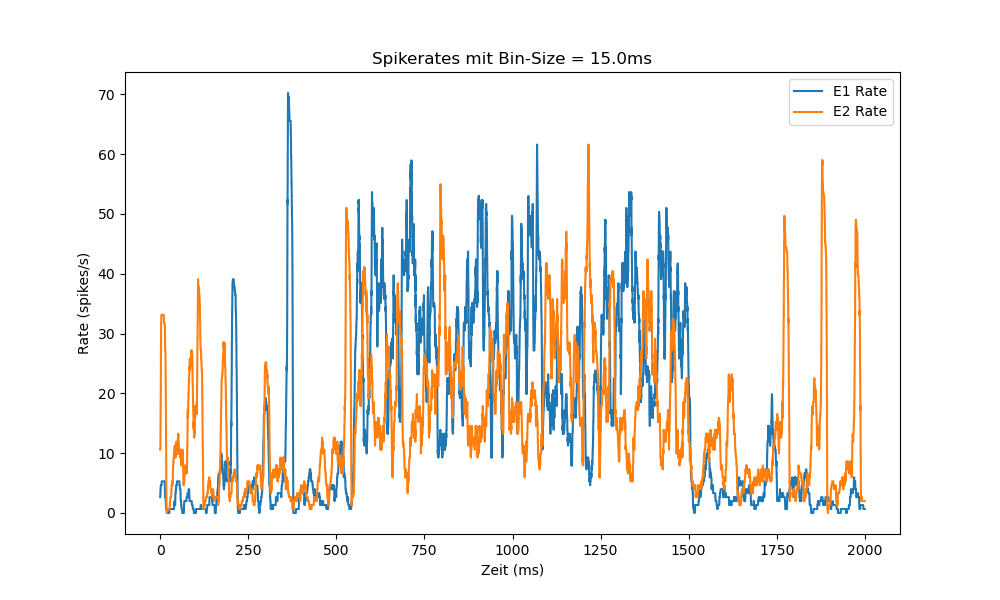 Spikerates mit Bin-Size = 15.0ms
E1 Rate
E2 Rate
Rate (spikes/s)
70
60
50
40
30
20
10
0
0 250 500 750 1000 1250 1500 1750 2000
Zeit (ms)